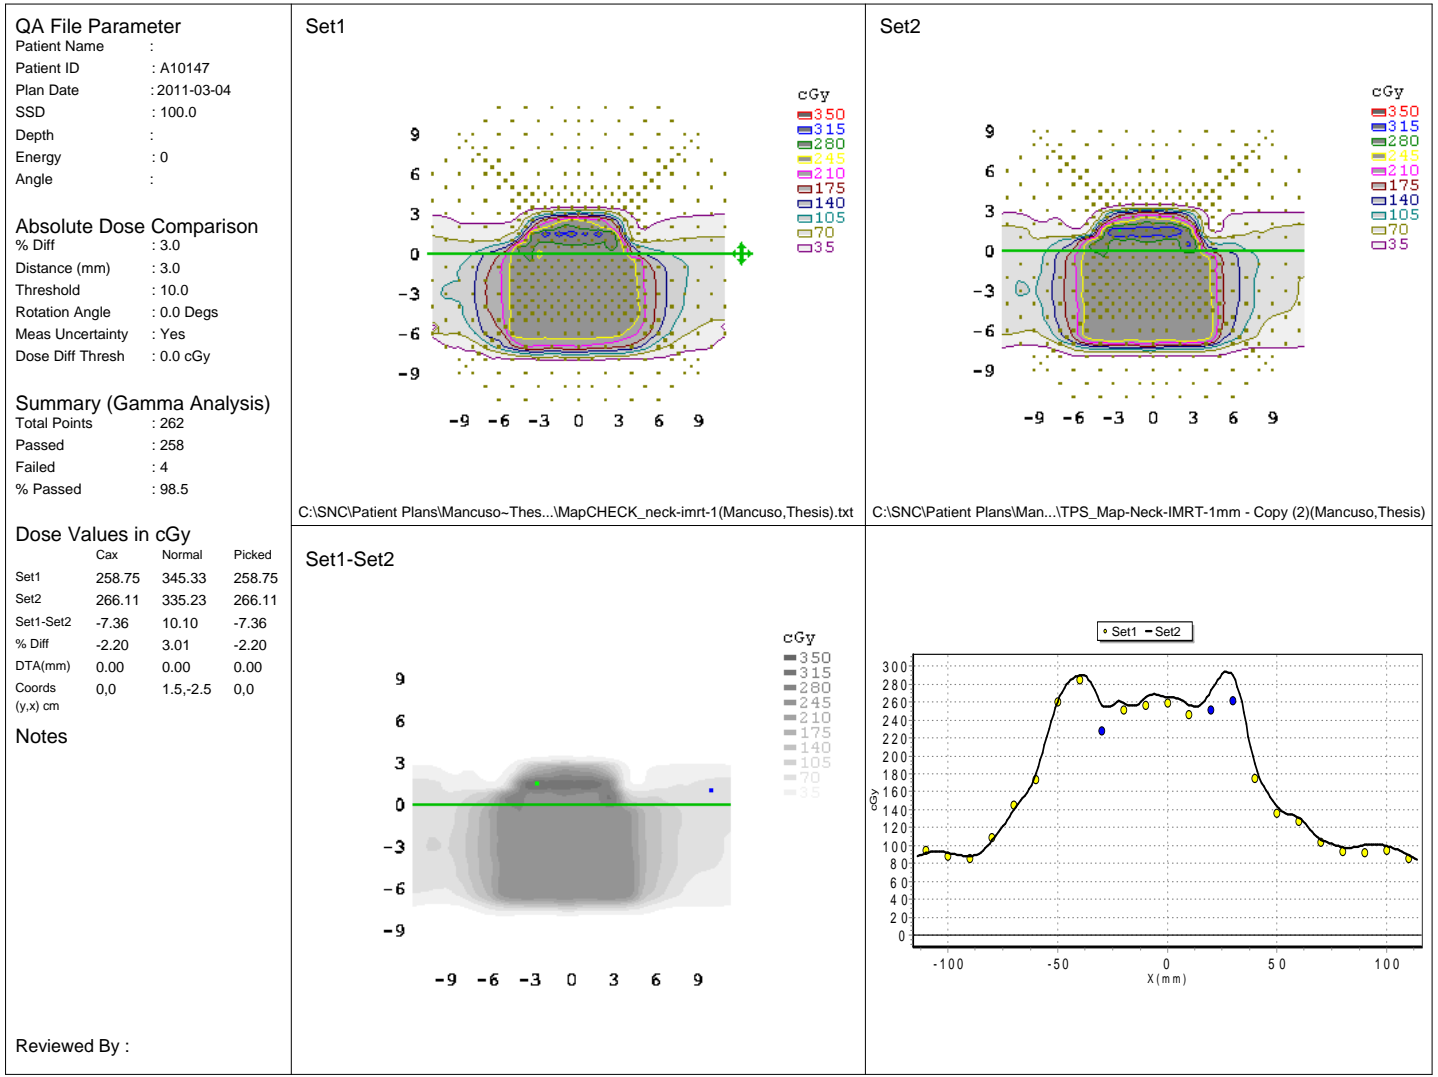 QA File Parameter
Patient Name :
Patient ID : A10147
Plan Date : 2011-03-04
SSD : 100.0
Depth :
Energy : 0
Angle :
Absolute Dose Comparison
% Diff : 3.0
Distance (mm) : 3.0
Threshold : 10.0
Rotation Angle : 0.0 Degs
Meas Uncertainty : Yes
Dose Diff Thresh : 0.0 cGy
Summary (Gamma Analysis)
Total Points : 262
Passed : 258
Failed : 4
% Passed : 98.5
Dose Values in cGy
Cax Normal Picked
Set1 258.75 345.33 258.75
Set2 266.11 335.23 266.11
Set1-Set2 -7.36 10.10 -7.36
% Diff -2.20 3.01 -2.20
DTA(mm) 0.00 0.00 0.00
Coords 0,0 1.5,-2.5 0,0
(y,x) cm
Notes
Reviewed By :
Set1
cGy
350
315
280
245
210
175
140
105
70
35
9
6
3
0
-3
-6
-9
-9 -6 -3 0 3 6 9
C:\SNC\Patient Plans\Mancuso~Thes...\MapCHECK_neck-imrt-1(Mancuso,Thesis).txt
Set2
cGy
350
315
280
245
210
175
140
105
70
35
9
6
3
0
-3
-6
-9
-9 -6 -3 0 3 6 9
C:\SNC\Patient Plans\Man...\TPS_Map-Neck-IMRT-1mm - Copy (2)(Mancuso,Thesis)
Set1-Set2
cGy
350
315
280
245
210
175
140
105
70
35
9
6
3
0
-3
-6
-9
-9 -6 -3 0 3 6 9
Set1 Set2
300
280
260
240
220
200
180
160
140
120
100
80
60
40
20
0
cGy
-100 -50 0 50 100
X(mm)